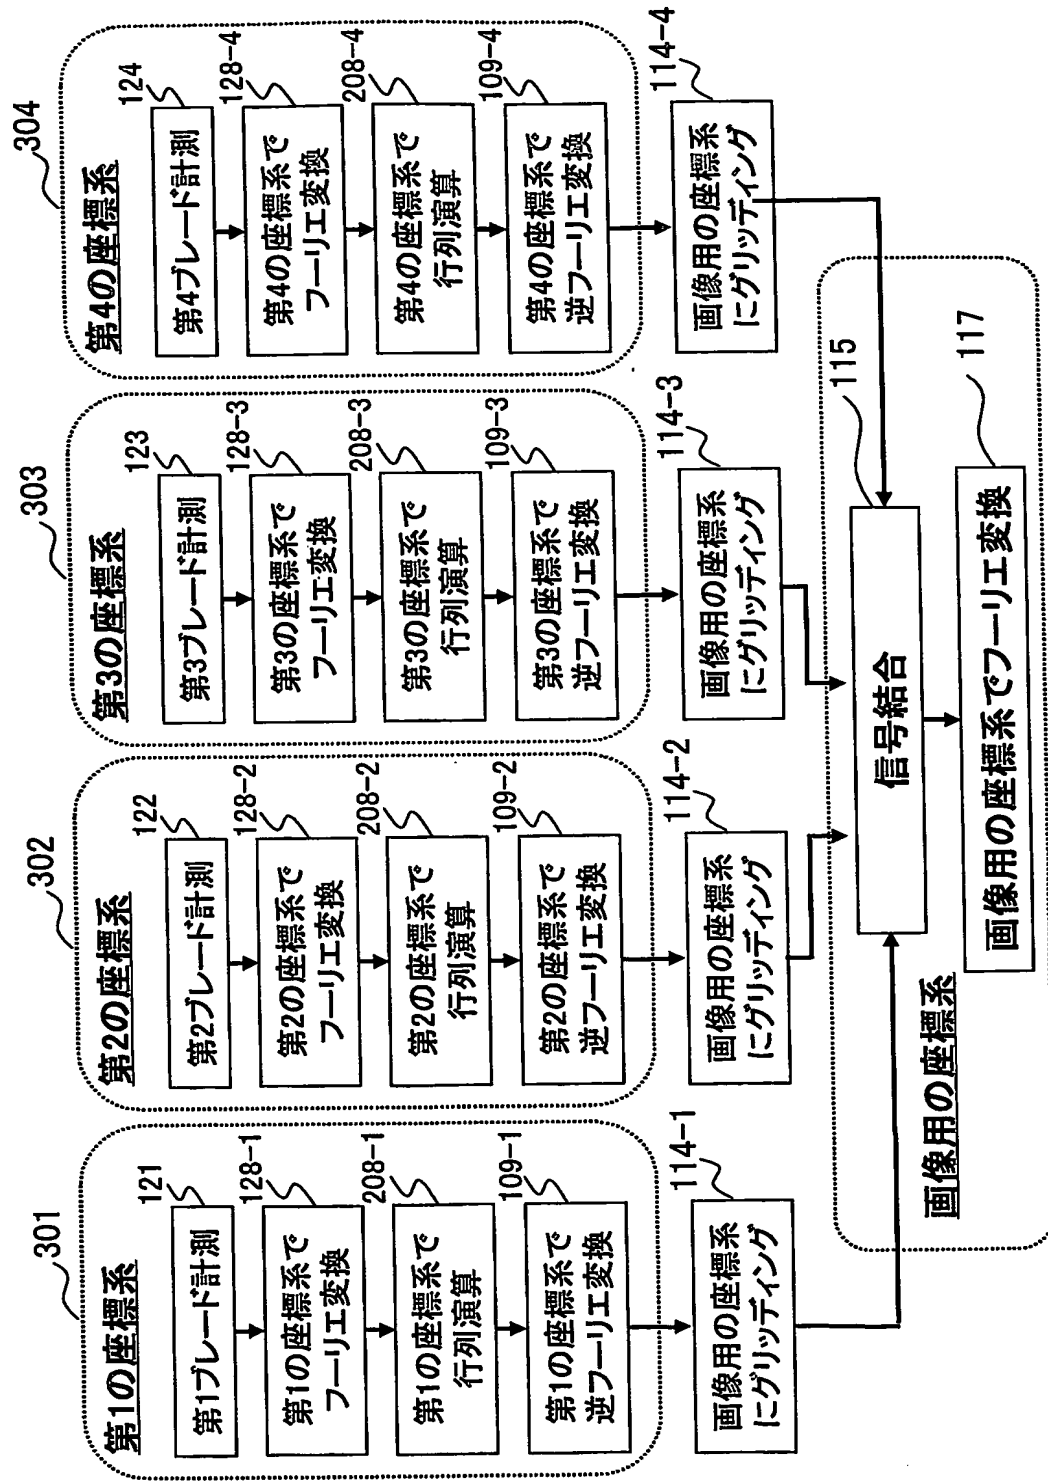 301
第1の座標系
121
第1ブレード計測
128-1
第1の座標系で
フーリエ変換
208-1
第1の座標系で
行列演算
109-1
第1の座標系で
逆フーリエ変換
114-1
画像用の座標系
にグリッディング
302
第2の座標系
122
第2ブレード計測
128-2
第2の座標系で
フーリエ変換
208-2
第2の座標系で
行列演算
109-2
第2の座標系で
逆フーリエ変換
114-2
画像用の座標系
にグリッディング
303
第3の座標系
123
第3ブレード計測
128-3
第3の座標系で
フーリエ変換
208-3
第3の座標系で
行列演算
109-3
第3の座標系で
逆フーリエ変換
114-3
画像用の座標系
にグリッディング
304
第4の座標系
124
第4ブレード計測
128-4
第4の座標系で
フーリエ変換
208-4
第4の座標系で
行列演算
109-4
第4の座標系で
逆フーリエ変換
114-4
画像用の座標系
にグリッディング
115
信号結合
117
画像用の座標系でフーリエ変換
画像用の座標系